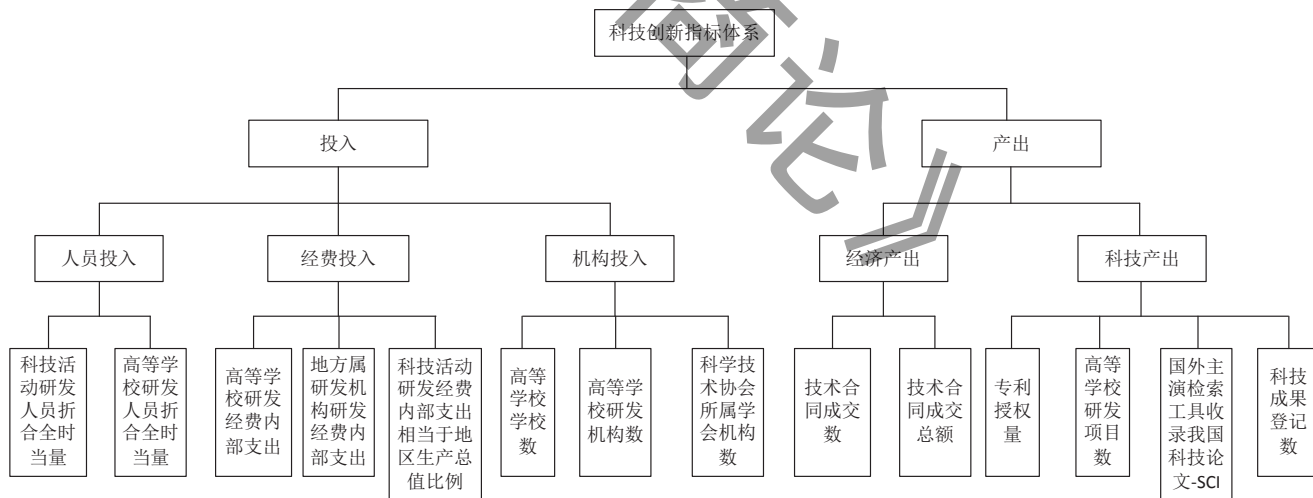 科技创新指标体系
投入
产出
人员投入
经费投入
机构投入
经济产出
科技产出
科技活
动研发
人员折
合全时
当量
高等学
校研发
人员折
合全时
当量
高等学
校研发
经费内
部支出
地方属
研发机
构研发
经费内
部支出
科技活动
研发经费
内部支出
相当于地
区生产总
值比例
高等
学校
学校
数
高等学
校研发
机构数
科学技
术协会
所属学
会机构
数
技术合
同成交
数
技术合
同成交
总额
专利
授权
量
高等
学校
研发
项目
数
国外主
演检索
工具收
录我国
科技论
文-SCI
科技
成果
登记
数
商论》